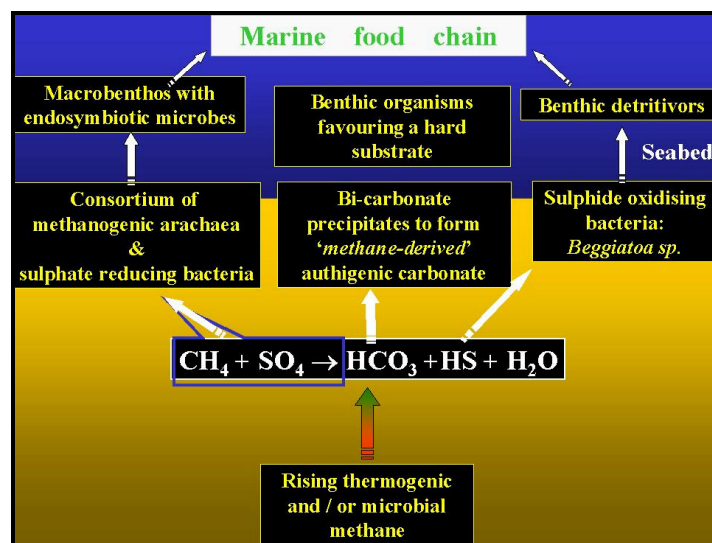 Marine food chain
Macrobenthos with
endosymbiotic microbes
Benthic organisms
favouring a hard
substrate
Benthic detritivors
Seabed
Consortium of
methanogenic arachaea
&
sulphate reducing bacteria
Bi-carbonate
precipitates to form
‘methane-derived’
authigenic carbonate
Sulphide oxidising
bacteria:
Beggiatoa sp.
CH₄ + SO₄ → HCO₃ + HS + H₂O
Rising thermogenic
and / or microbial
methane